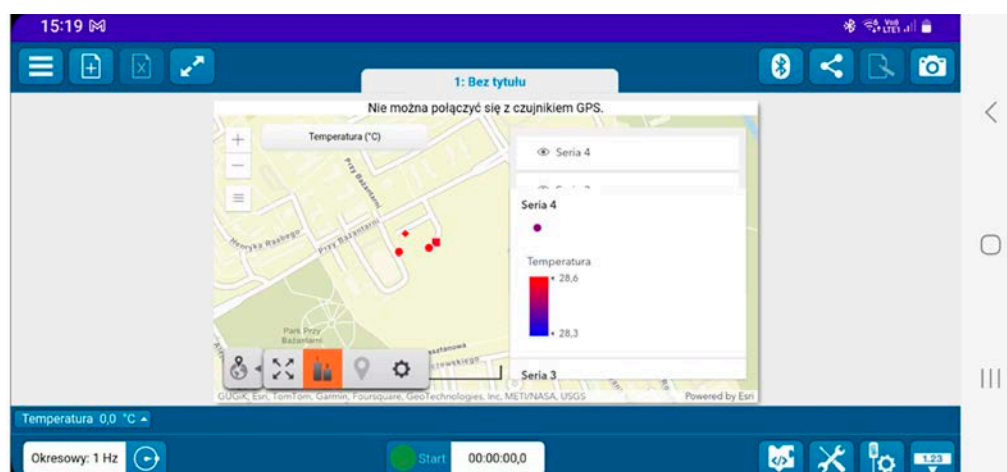 15:19
VoD
LTE1
1: Bez tytułu
Nie można połączyć się z czujnikiem GPS.
Temperatura (°C)
Seria 4
Seria 4
Temperatura
28,6
28,3
Seria 3
Przy Bażantarni
Henryka Raabego
Przy Bażantarni
Park Przy
Bażantarni
GUGiK, Esri, TomTom, Garmin, Foursquare, GeoTechnologies, Inc, METI/NASA, USGS
Powered by Esri
Temperatura 0,0 °C
Okresowy: 1 Hz
Start
00:00:00,0
1.23